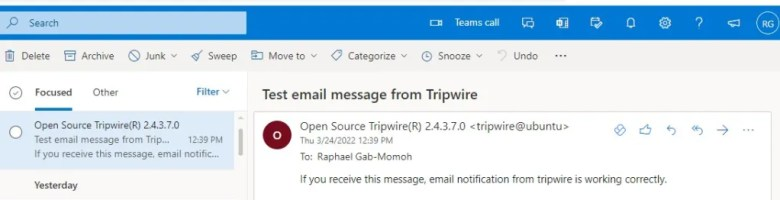 Search
Teams call
RG
Delete Archive Junk Sweep Move to Categorize Snooze Undo
Focused Other Filter
Open Source Tripwire(R) 2.4.3.7.0
Test email message from Trip... 12:39 PM
If you receive this message, email notific...
Yesterday
Test email message from Tripwire
O
Open Source Tripwire(R) 2.4.3.7.0 <tripwire@ubuntu>
Thu 3/24/2022 12:39 PM
To: Raphael Gab-Momoh
If you receive this message, email notification from tripwire is working correctly.